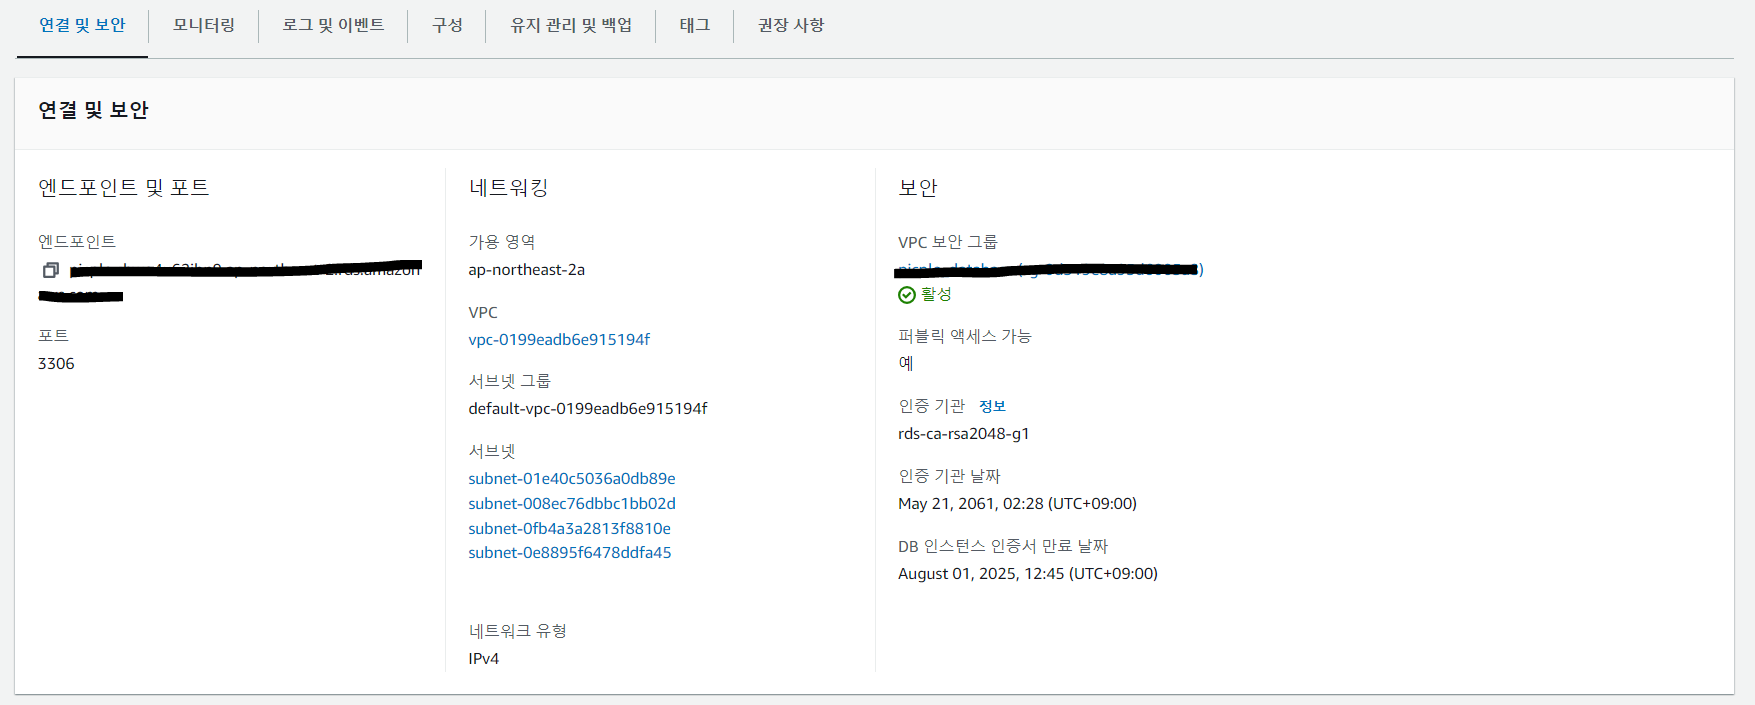 연결 및 보안
모니터링
로그 및 이벤트
구성
유지 관리 및 백업
태그
권장 사항
연결 및 보안
엔드포인트 및 포트
엔드포인트
포트
3306
네트워킹
가용 영역
ap-northeast-2a
VPC
vpc-0199eadb6e915194f
서브넷 그룹
default-vpc-0199eadb6e915194f
서브넷
subnet-01e40c5036a0db89e
subnet-008ec76dbbc1bb02d
subnet-0fb4a3a2813f8810e
subnet-0e8895f6478ddfa45
네트워크 유형
IPv4
보안
VPC 보안 그룹
활성
퍼블릭 액세스 가능
예
인증 기관 정보
rds-ca-rsa2048-g1
인증 기관 날짜
May 21, 2061, 02:28 (UTC+09:00)
DB 인스턴스 인증서 만료 날짜
August 01, 2025, 12:45 (UTC+09:00)